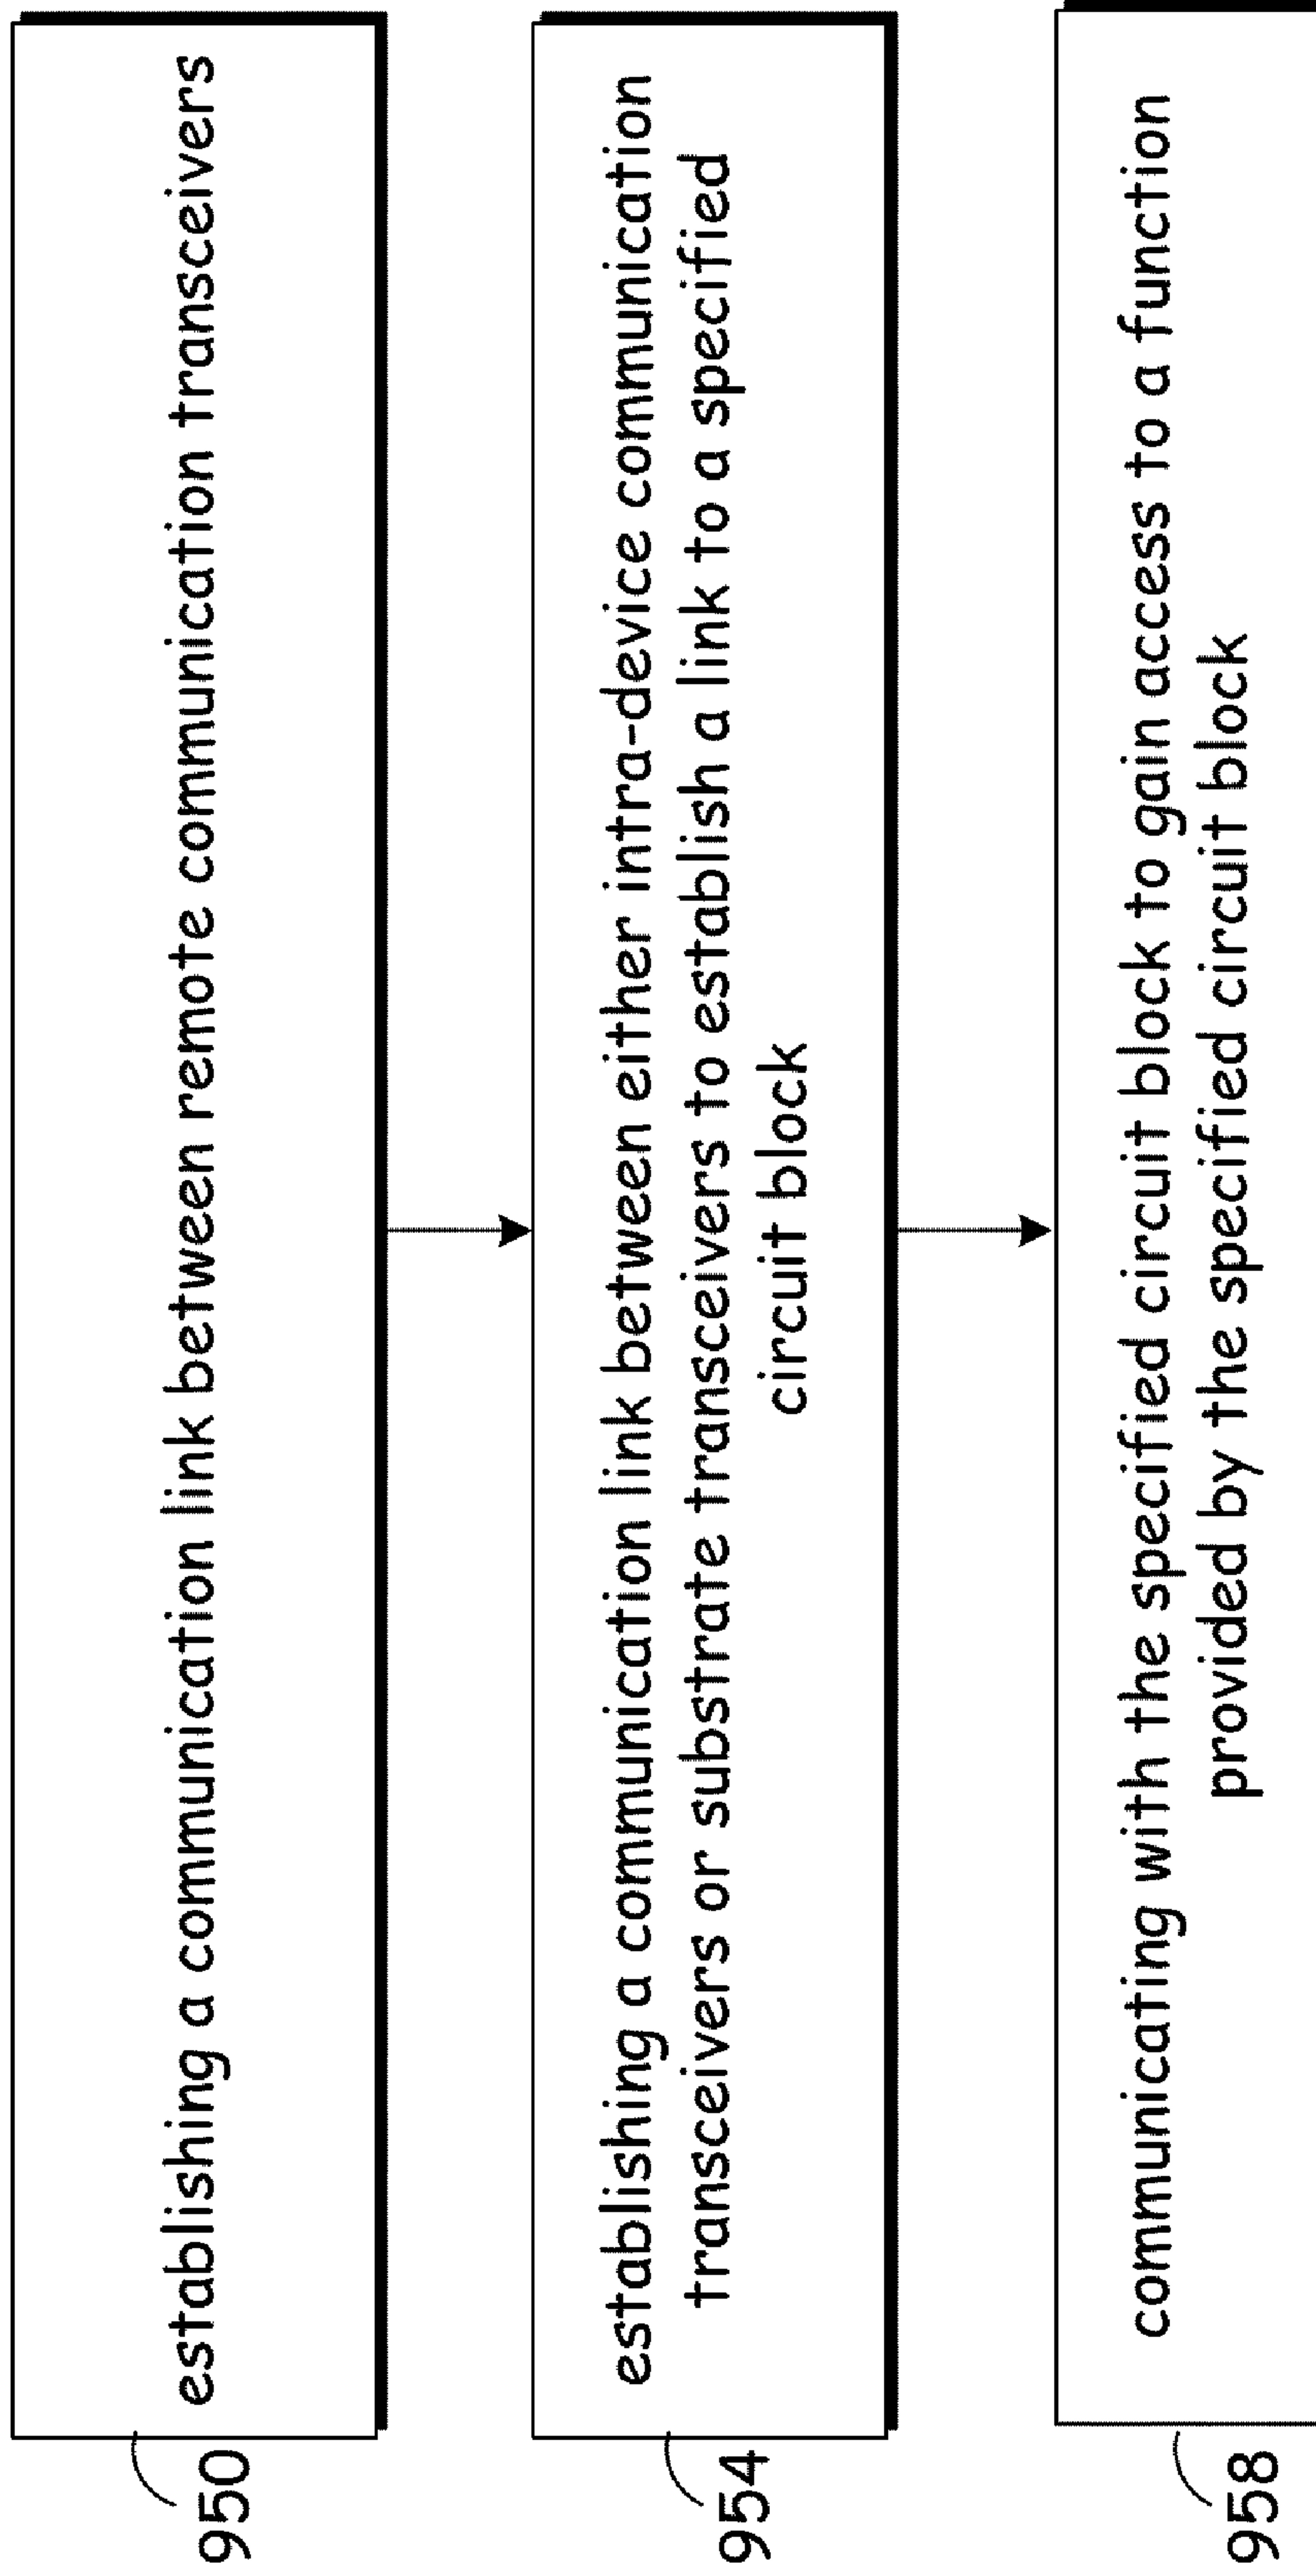 establishing a communication link between remote communication transceivers
950
establishing a communication link between either intra-device communication
transceivers or substrate transceivers to establish a link to a specified
circuit block
954
communicating with the specified circuit block to gain access to a function
provided by the specified circuit block
958